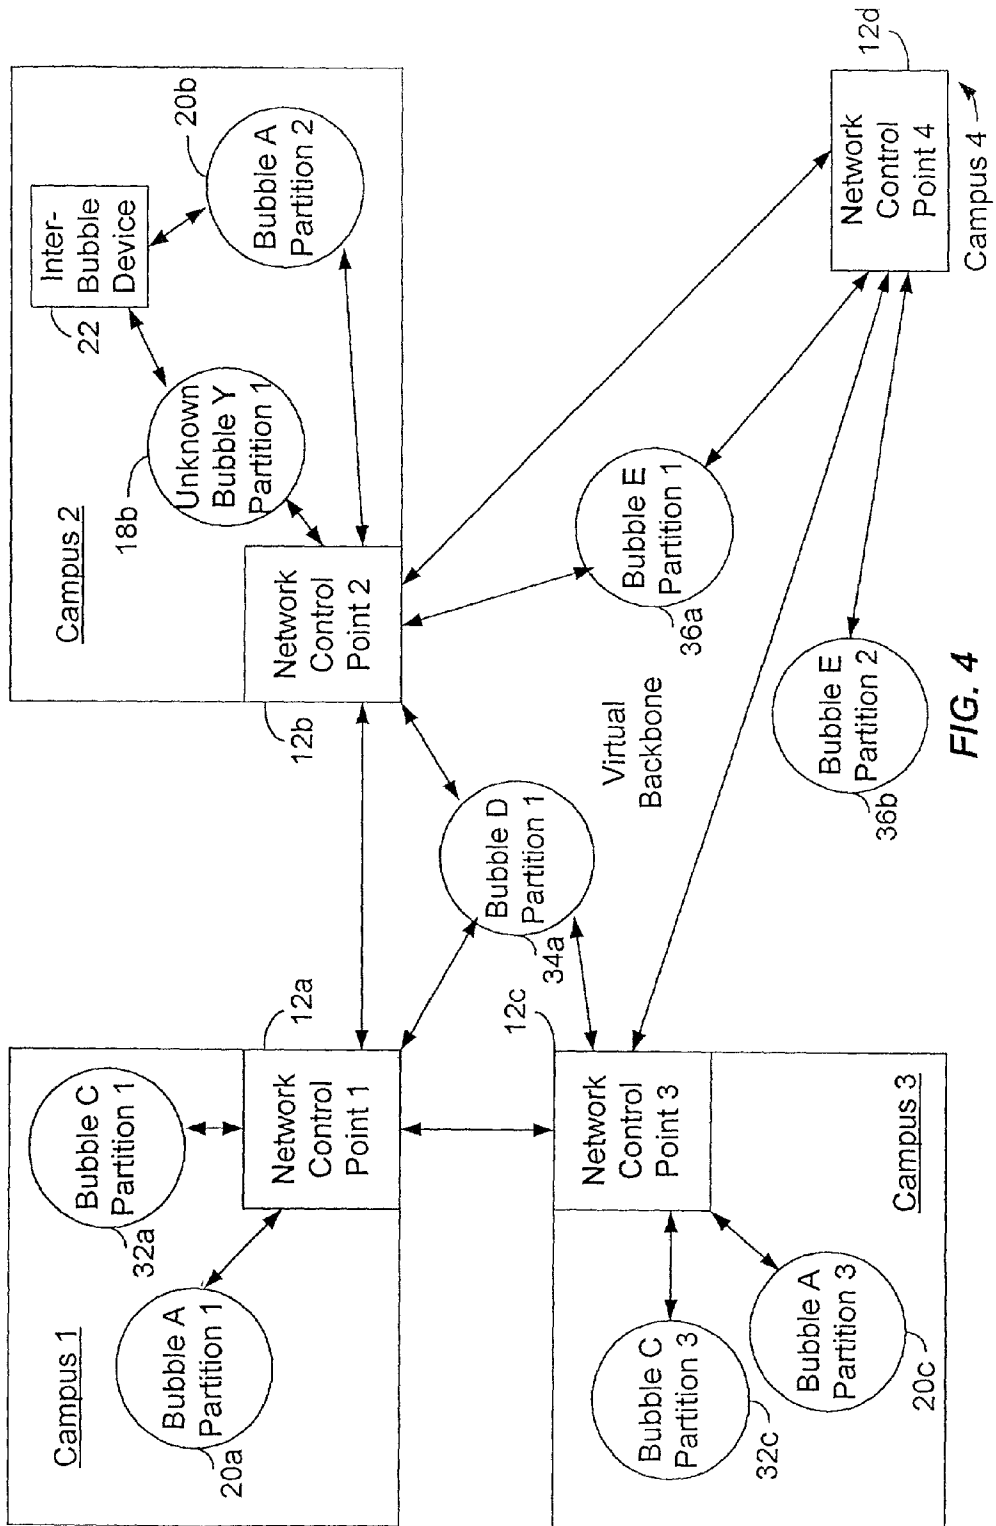 Campus 1
Bubble A
Partition 1
20a
Bubble C
Partition 1
32a
Network
Control
Point 1
12a
Campus 2
Unknown
Bubble Y
Partition 1
18b
Inter-
Bubble
Device
22
Bubble A
Partition 2
20b
Network
Control
Point 2
12b
Bubble D
Partition 1
34a
Virtual
Backbone
Bubble E
Partition 1
36a
Bubble E
Partition 2
36b
12c
Network
Control
Point 3
Campus 3
Bubble C
Partition 3
32c
Bubble A
Partition 3
20c
Network
Control
Point 4
12d
Campus 4
FIG. 4